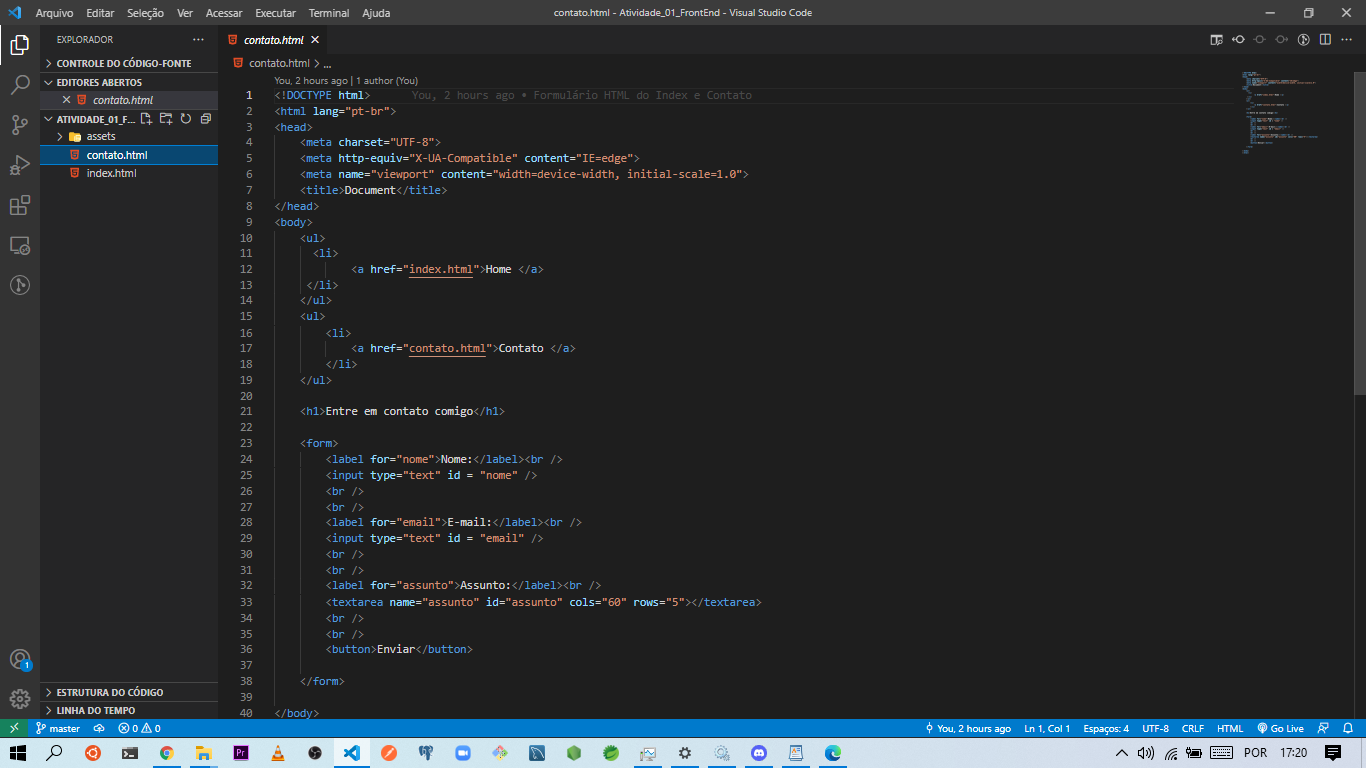 Arquivo Editar Seleção Ver Acessar Executar Terminal Ajuda contato.html - Atividade_01_FrontEnd - Visual Studio Code
EXPLORADOR ···
contato.html
CONTROLE DO CÓDIGO-FONTE
contato.html > ...
EDITORES ABERTOS
You, 2 hours ago | 1 author (You)
contato.html
ATIVIDADE_01_F...
assets
contato.html
index.html
1 <!DOCTYPE html> You, 2 hours ago • Formulário HTML do Index e Contato
2 <html lang="pt-br">
3 <head>
4 <meta charset="UTF-8">
5 <meta http-equiv="X-UA-Compatible" content="IE=edge">
6 <meta name="viewport" content="width=device-width, initial-scale=1.0">
7 <title>Document</title>
8 </head>
9 <body>
10 <ul>
11 <li>
12 <a href="index.html">Home </a>
13 </li>
14 </ul>
15 <ul>
16 <li>
17 <a href="contato.html">Contato </a>
18 </li>
19 </ul>
20
21 <h1>Entre em contato comigo</h1>
22
23 <form>
24 <label for="nome">Nome:</label><br />
25 <input type="text" id = "nome" />
26 <br />
27 <br />
28 <label for="email">E-mail:</label><br />
29 <input type="text" id = "email" />
30 <br />
31 <br />
32 <label for="assunto">Assunto:</label><br />
33 <textarea name="assunto" id="assunto" cols="60" rows="5"></textarea>
34 <br />
35 <br />
36 <button>Enviar</button>
37
38 </form>
39
40 </body>
1
ESTRUTURA DO CÓDIGO
LINHA DO TEMPO
master 0 0 You, 2 hours ago Ln 1, Col 1 Espaços: 4 UTF-8 CRLF HTML Go Live
Pr POR 17:20